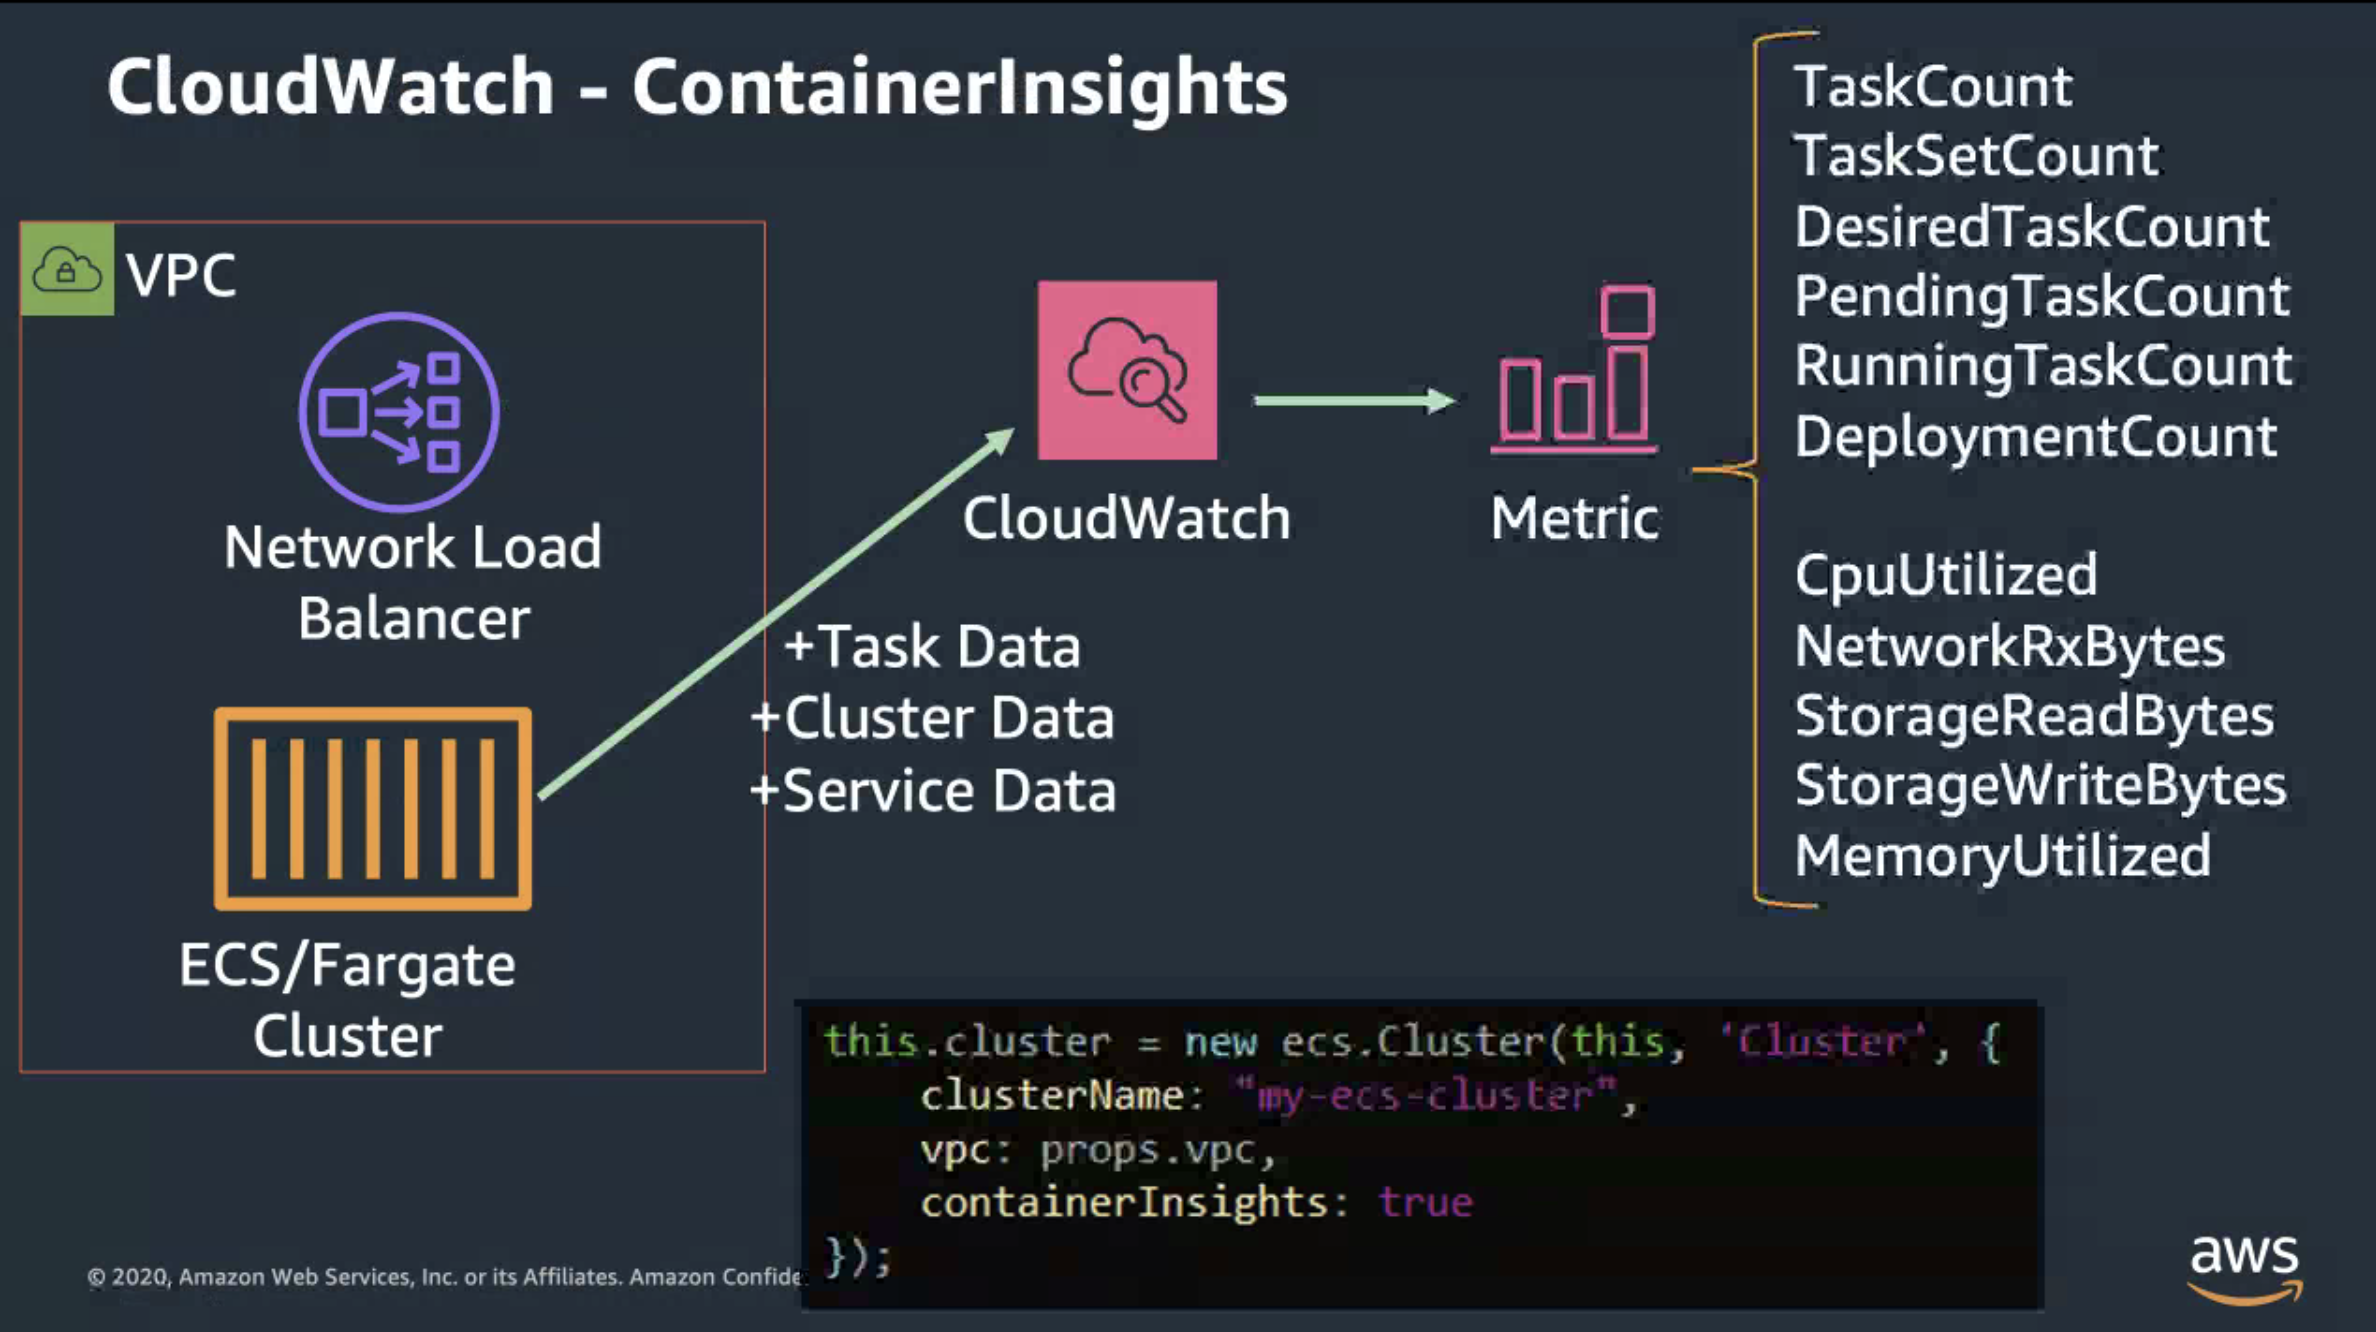 CloudWatch - ContainerInsights
VPC
Network Load
Balancer
ECS/Fargate
Cluster
+Task Data
+Cluster Data
+Service Data
CloudWatch
Metric
TaskCount
TaskSetCount
DesiredTaskCount
PendingTaskCount
RunningTaskCount
DeploymentCount
CpuUtilized
NetworkRxBytes
StorageReadBytes
StorageWriteBytes
MemoryUtilized
this.cluster = new ecs.Cluster(this, 'Cluster', {
clusterName: "my-ecs-cluster",
vpc: props.vpc,
containerInsights: true
});
© 2020, Amazon Web Services, Inc. or its Affiliates. Amazon Confide
aws